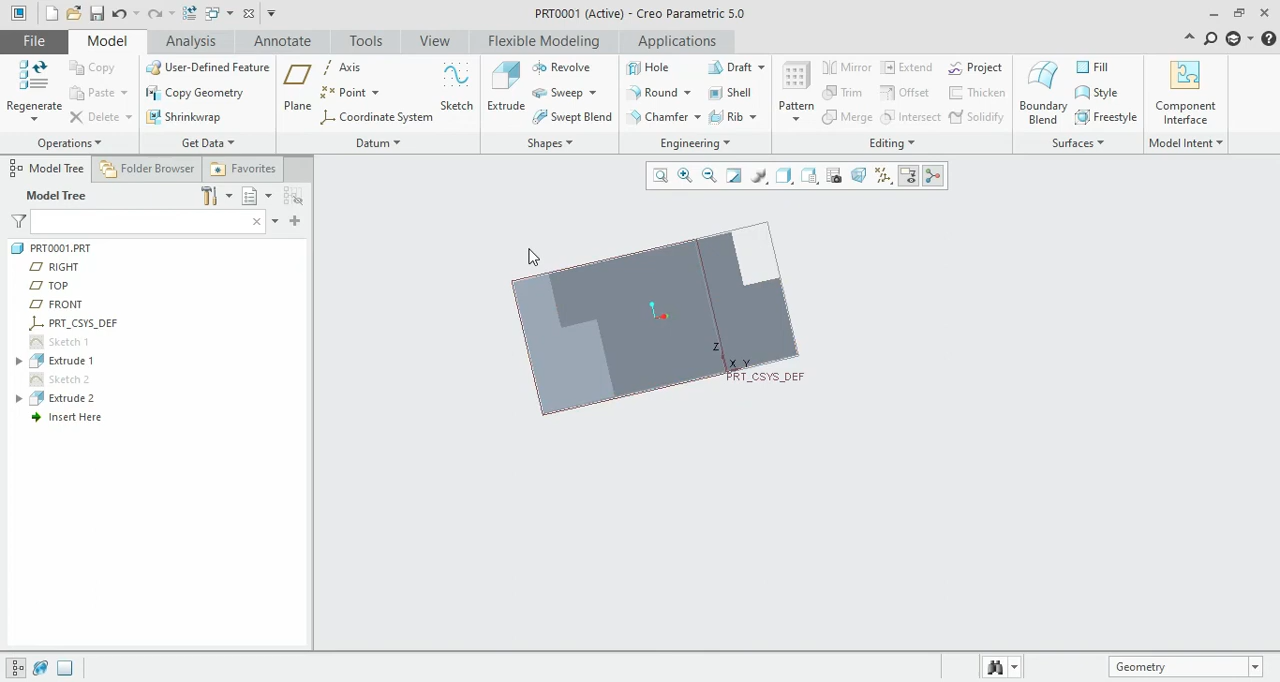 PRT0001 (Active) - Creo Parametric 5.0
File Model Analysis Annotate Tools View Flexible Modeling Applications
Regenerate
Copy
Paste
Delete
Operations
User-Defined Feature
Copy Geometry
Shrinkwrap
Get Data
Plane
Axis
Point
Coordinate System
Sketch
Datum
Extrude
Revolve
Sweep
Swept Blend
Shapes
Hole
Round
Chamfer
Draft
Shell
Rib
Engineering
Pattern
Mirror
Trim
Merge
Extend
Offset
Intersect
Project
Thicken
Solidify
Editing
Boundary
Blend
Fill
Style
Freestyle
Surfaces
Component
Interface
Model Intent
Model Tree Folder Browser Favorites
Model Tree
PRT0001.PRT
RIGHT
TOP
FRONT
PRT_CSYS_DEF
Sketch 1
Extrude 1
Sketch 2
Extrude 2
Insert Here
Z
X Y
PRT_CSYS_DEF
Geometry